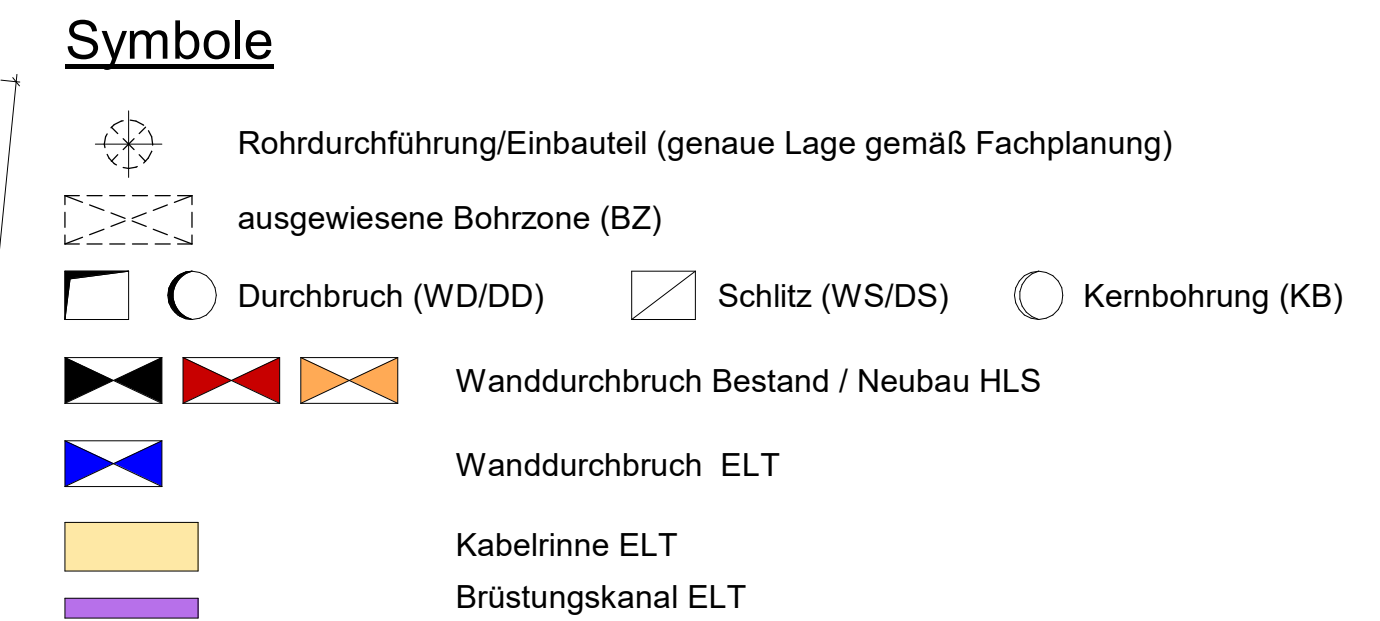 Symbole
Rohrdurchführung/Einbauteil (genaue Lage gemäß Fachplanung)
ausgewiesene Bohrzone (BZ)
Durchbruch (WD/DD) Schlitz (WS/DS) Kernbohrung (KB)
Wanddurchbruch Bestand / Neubau HLS
Wanddurchbruch ELT
Kabelrinne ELT
Brüstungskanal ELT